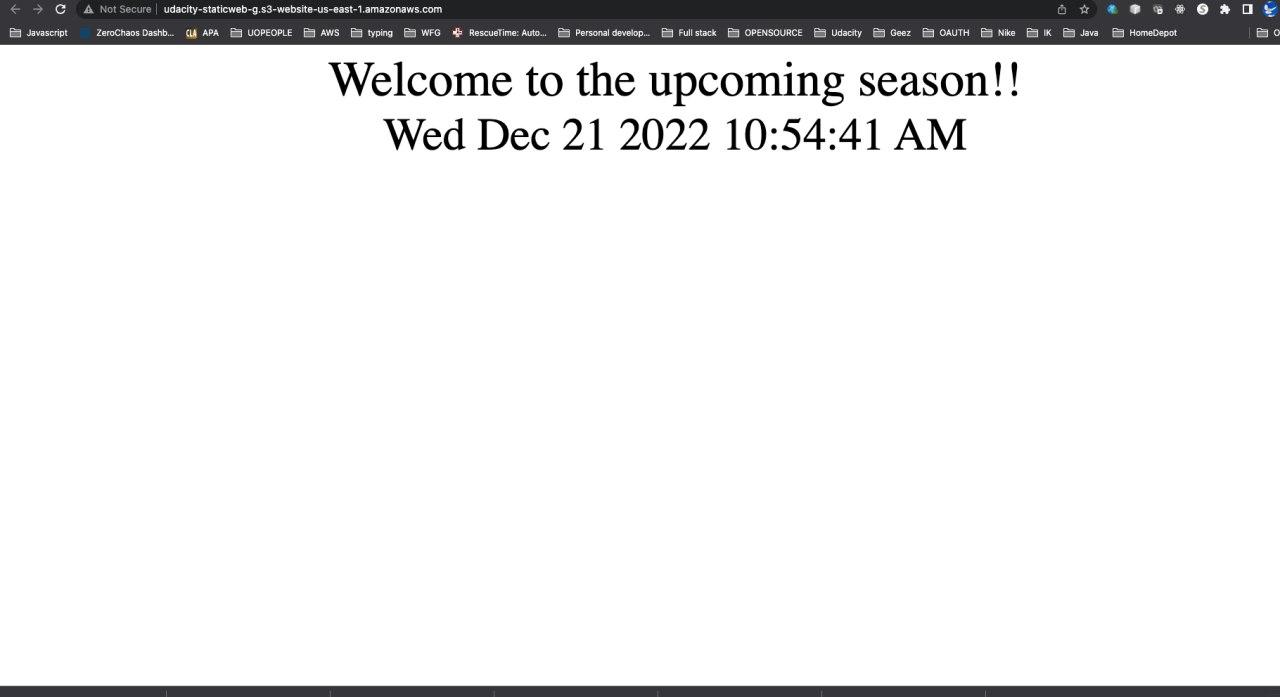 Not Secure | udacity-staticweb-g.s3-website-us-east-1.amazonaws.com
Javascript ZeroChaos Dashb... CLA APA UOPEOPLE AWS typing WFG RescueTime: Auto... Personal develop... Full stack OPENSOURCE Udacity Geez OAUTH Nike IK Java HomeDepot O
Welcome to the upcoming season!!
Wed Dec 21 2022 10:54:41 AM